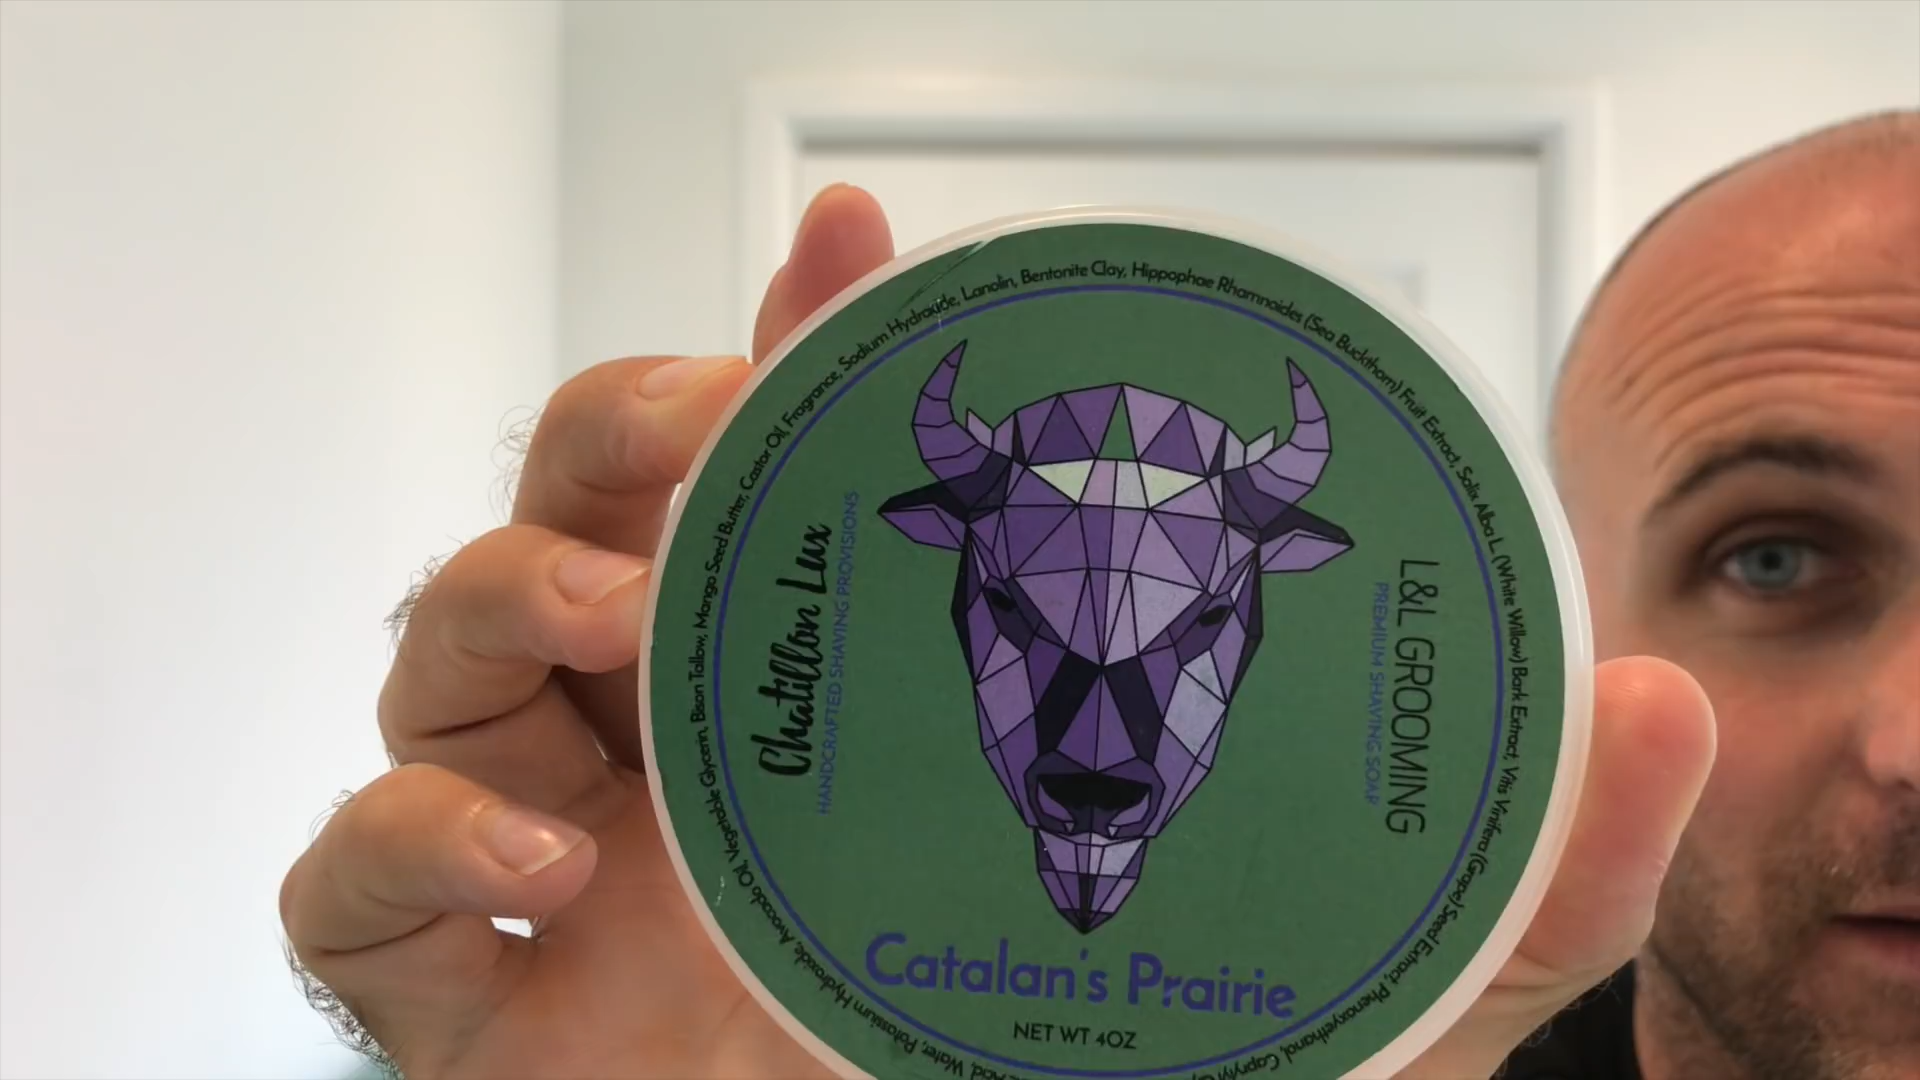 Acid, Water, Potassium Hydroxide, Avocado Oil, Vegetable Glycerin, Bison Tallow, Mango Seed Butter, Castor Oil, Fragrance, Sodium Hydroxide, Lanolin, Bentonite Clay, Hippophae Rhamnoides (Sea Buckthorn) Fruit Extract, Salix Alba L. (White Willow) Bark Extract, Vitis Vinifera (Grape) Seed Extract, Phenoxyethanol,
Chatillon Lux
HANDCRAFTED SHAVING PROVISIONS
L&L GROOMING
PREMIUM SHAVING SOAP
Catalan's Prairie
NET WT 4OZ